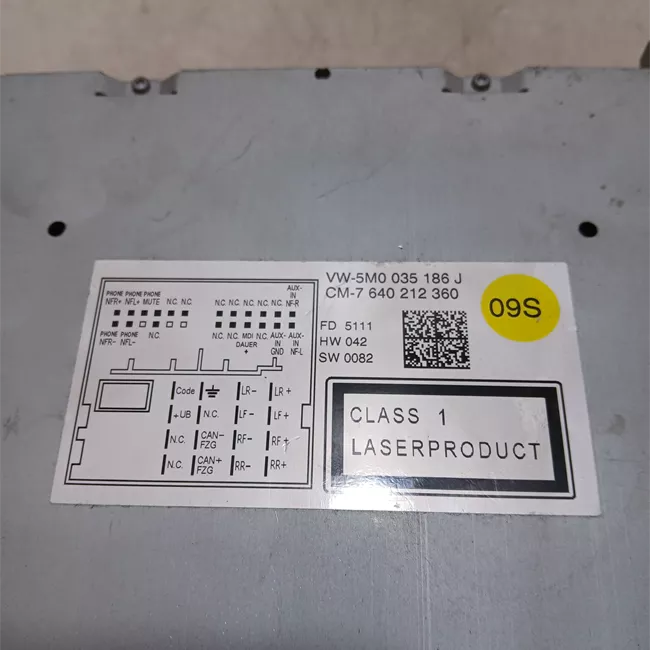 VW-5M0 035 186 J
CM-7 640 212 360
09S
FD 5111
HW 042
SW 0082
CLASS 1
LASERPRODUCT
PHONE PHONE PHONE
NFR+ NFL+ MUTE N.C. N.C.
N.C. N.C. N.C. N.C. N.C. AUX-IN NF-R
PHONE PHONE
NFR- NFL- N.C.
N.C. N.C. MDI DAUER + AUX-IN GND AUX-IN NF-L
Code LR- LR+
+UB N.C. LF- LF+
N.C. CAN- FZG RF- RF+
N.C. CAN+ FZG RR- RR+